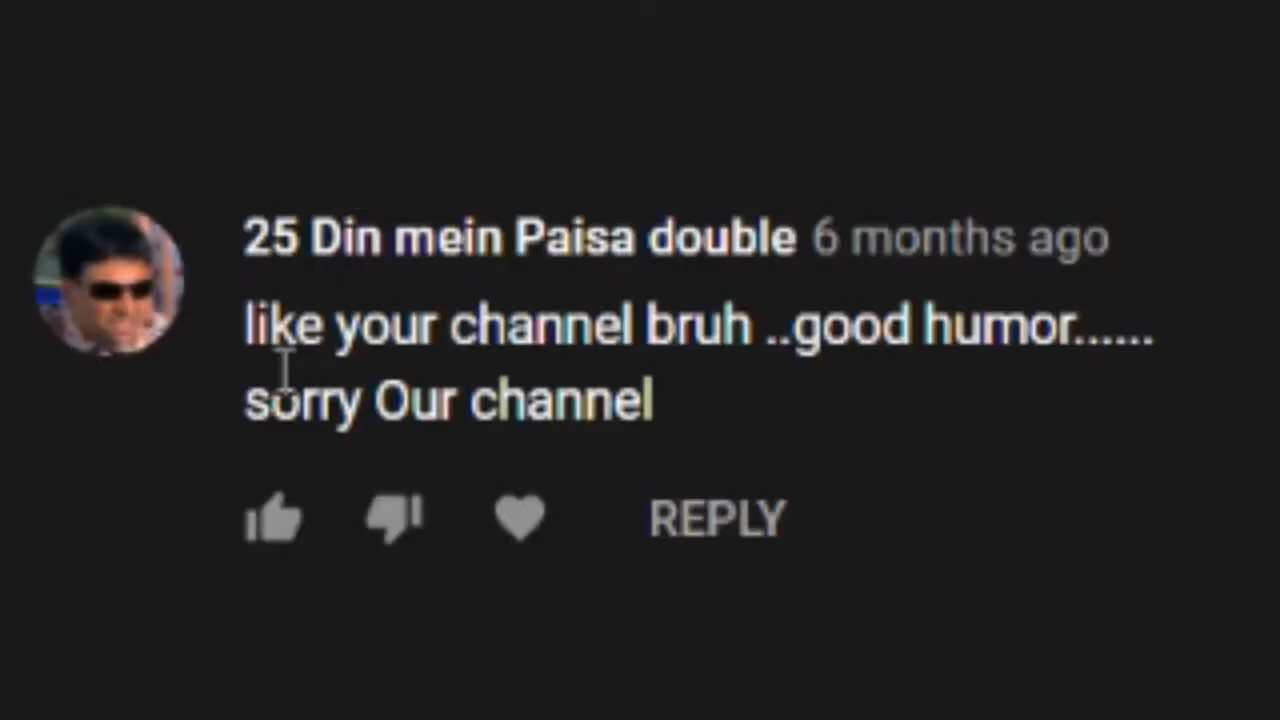 25 Din mein Paisa double 6 months ago
like your channel bruh ..good humor......
sorry Our channel
REPLY